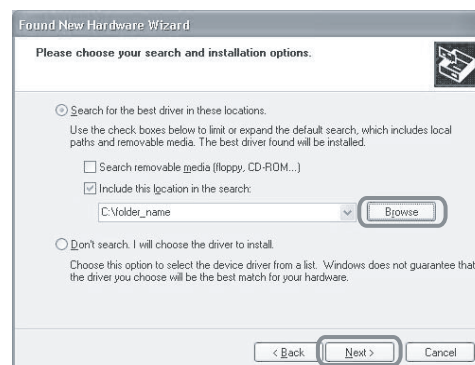 Found New Hardware Wizard
Please choose your search and installation options.
Search for the best driver in these locations.
Use the check boxes below to limit or expand the default search, which includes local
paths and removable media. The best driver found will be installed.
Search removable media (floppy, CD-ROM...)
Include this location in the search:
C:\folder_name
Browse
Don't search. I will choose the driver to install.
Choose this option to select the device driver from a list. Windows does not guarantee that
the driver you choose will be the best match for your hardware.
< Back
Next >
Cancel